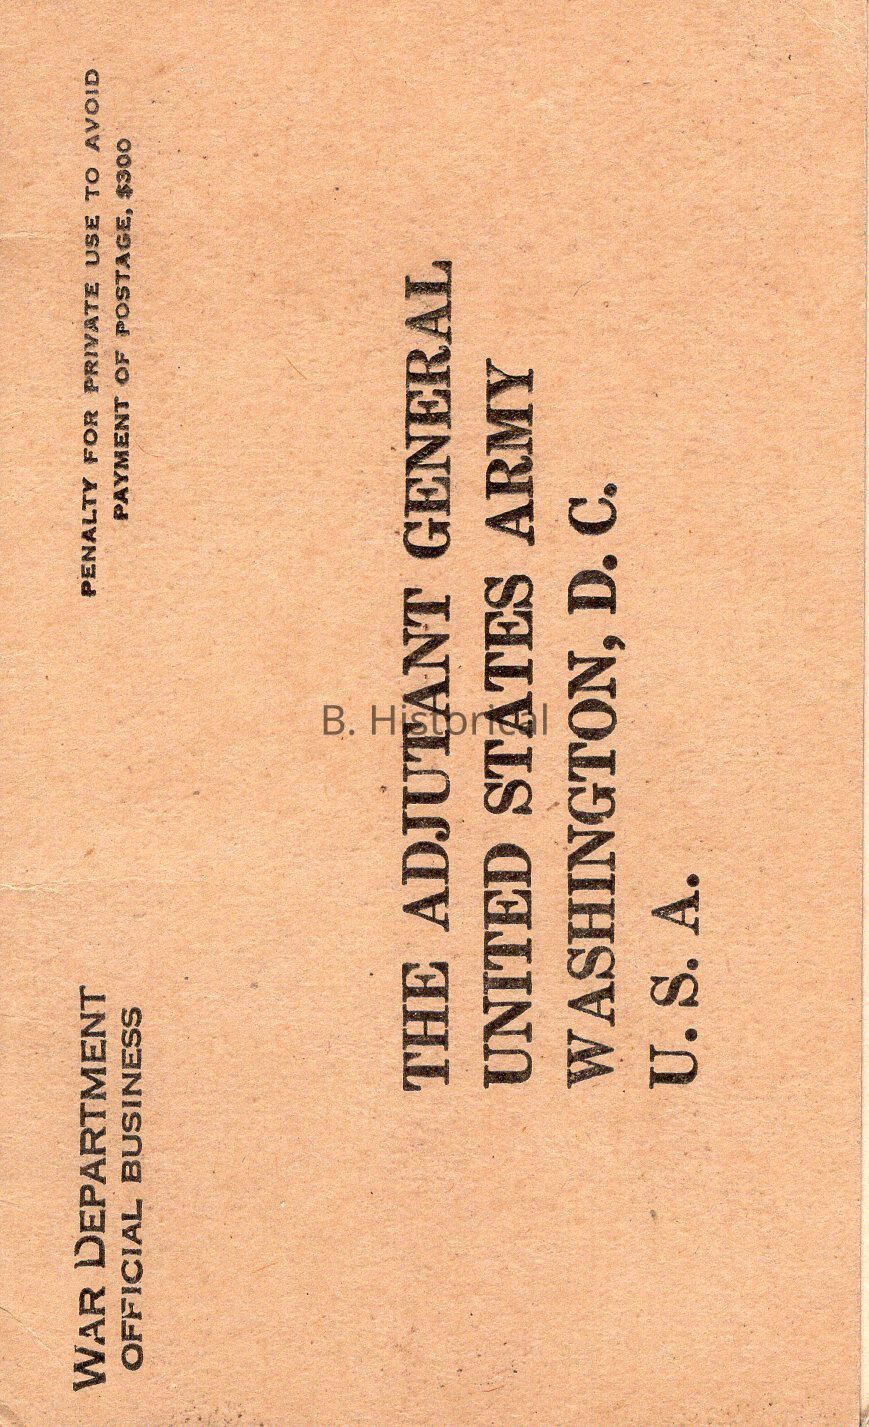 WAR DEPARTMENT
OFFICIAL BUSINESS
PENALTY FOR PRIVATE USE TO AVOID
PAYMENT OF POSTAGE, $300
THE ADJUTANT GENERAL
UNITED STATES ARMY
WASHINGTON, D. C.
U. S. A.
B. Historical